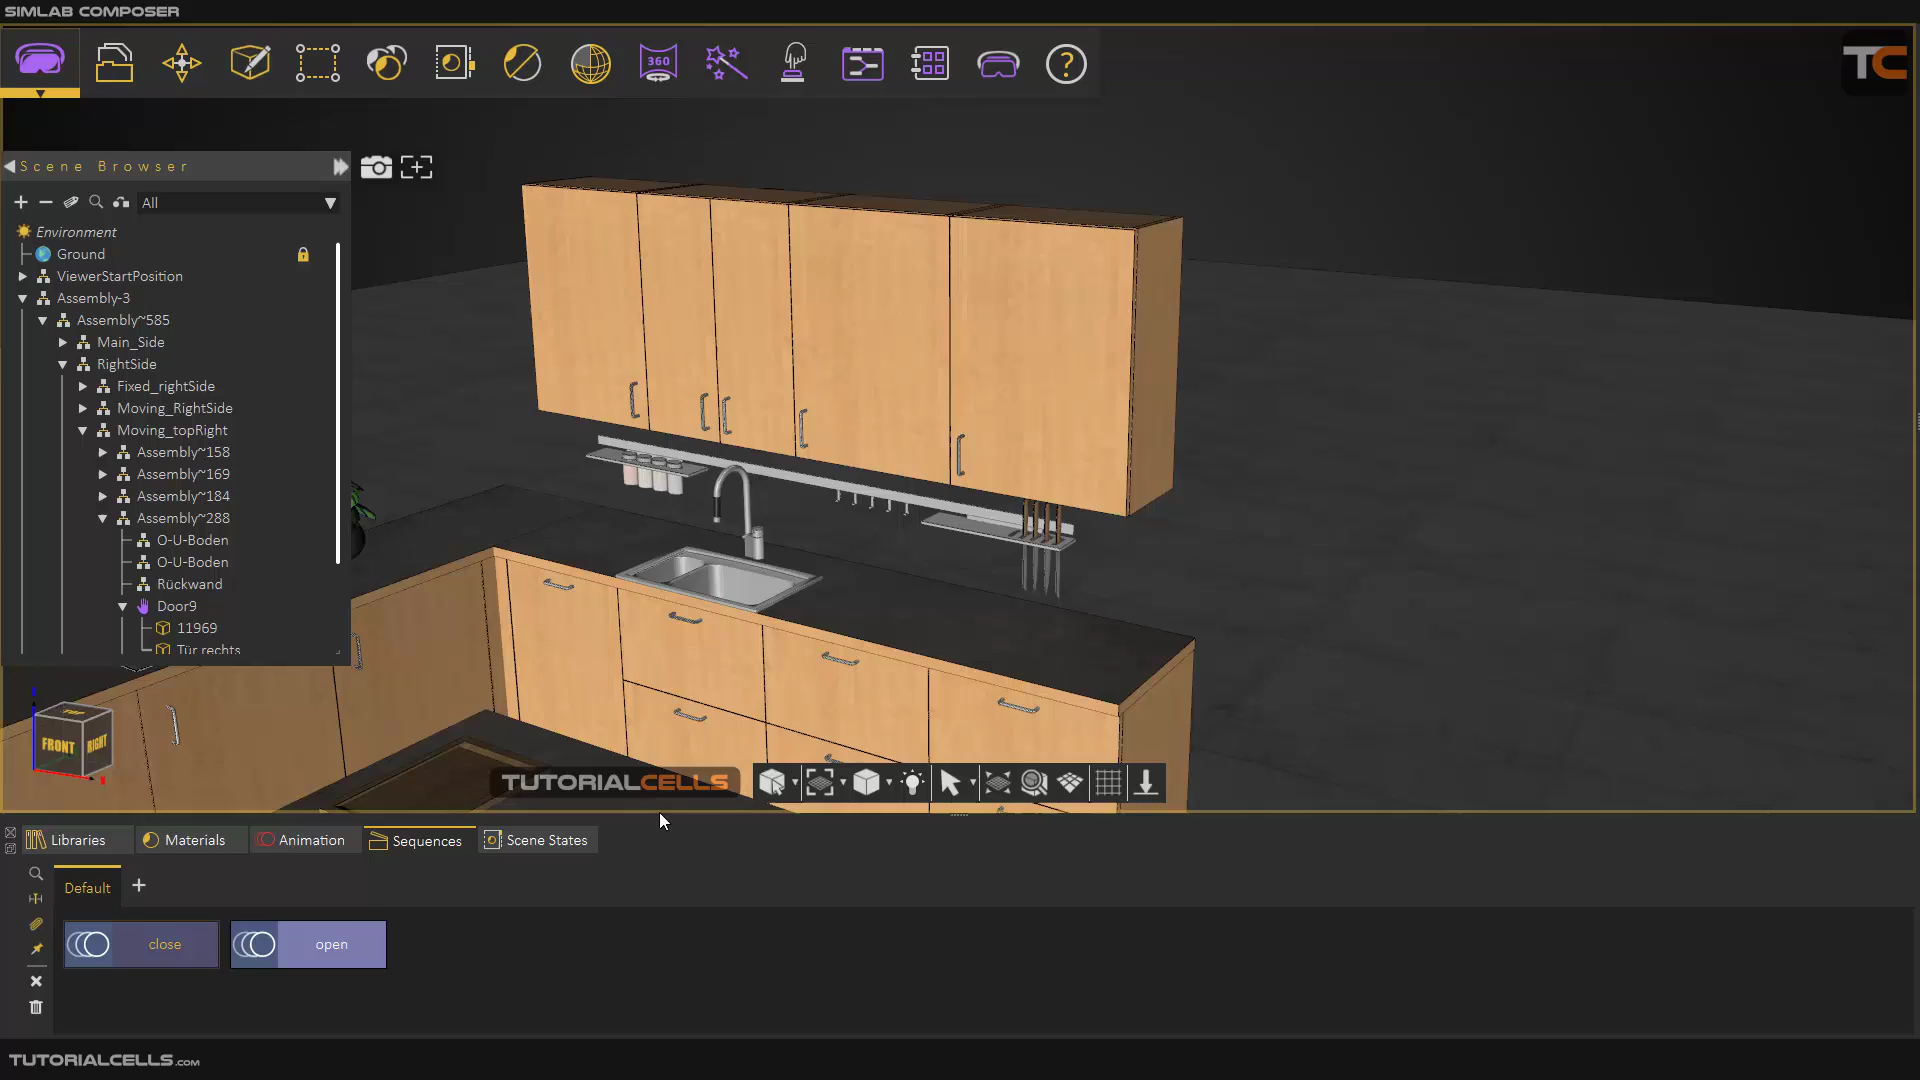 SIMLAB COMPOSER
360
?
TC
Scene Browser
All
Environment
Ground
ViewerStartPosition
Assembly-3
Assembly~585
Main_Side
RightSide
Fixed_rightSide
Moving_RightSide
Moving_topRight
Assembly~158
Assembly~169
Assembly~184
Assembly~288
O-U-Boden
O-U-Boden
Rückwand
Door9
11969
Tür rechts
TOP
FRONT
RIGHT
TUTORIALCELLS
Libraries
Materials
Animation
Sequences
Scene States
Default
close
open
TUTORIALCELLS.COM